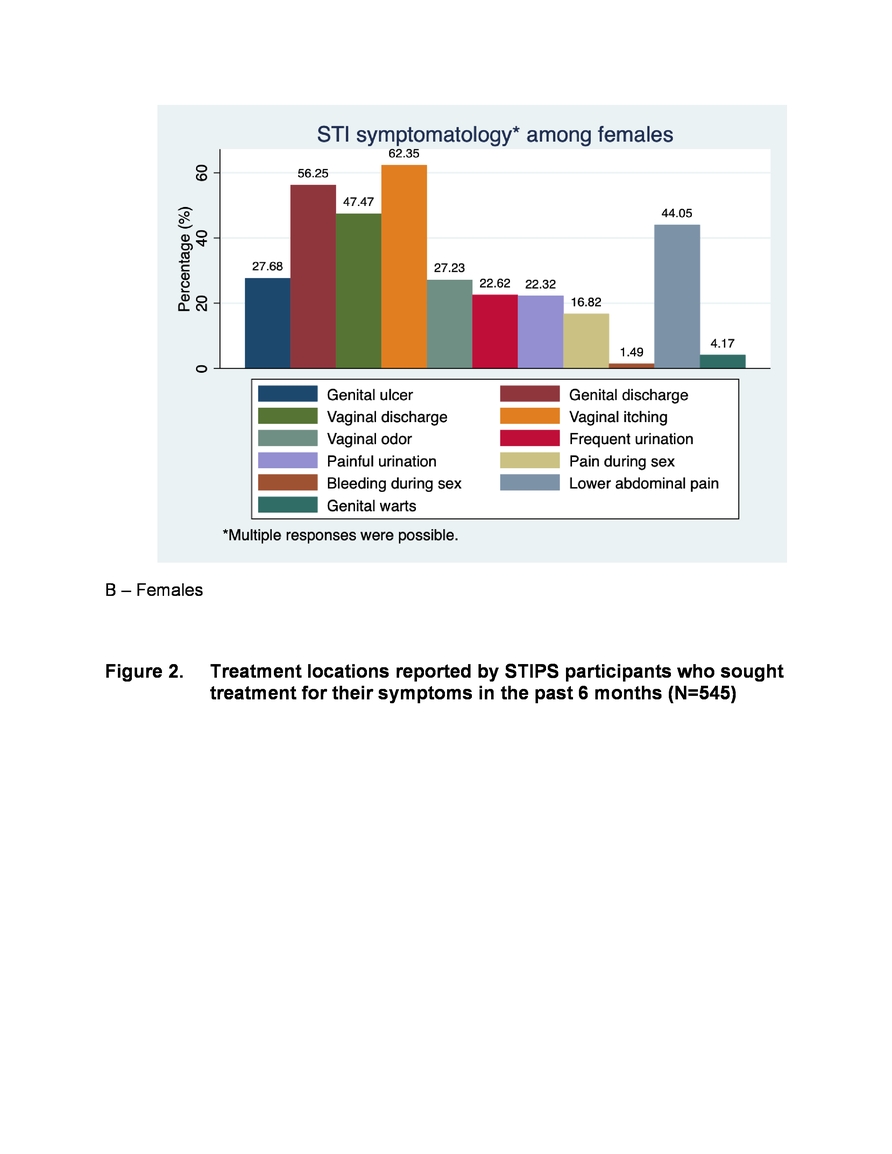 STI symptomatology* among females
Percentage (%)
60
40
20
0
27.68
56.25
47.47
62.35
27.23
22.62
22.32
16.82
1.49
44.05
4.17
Genital ulcer
Genital discharge
Vaginal discharge
Vaginal itching
Vaginal odor
Frequent urination
Painful urination
Pain during sex
Bleeding during sex
Lower abdominal pain
Genital warts
*Multiple responses were possible.
B – Females
Figure 2. Treatment locations reported by STIPS participants who sought
treatment for their symptoms in the past 6 months (N=545)